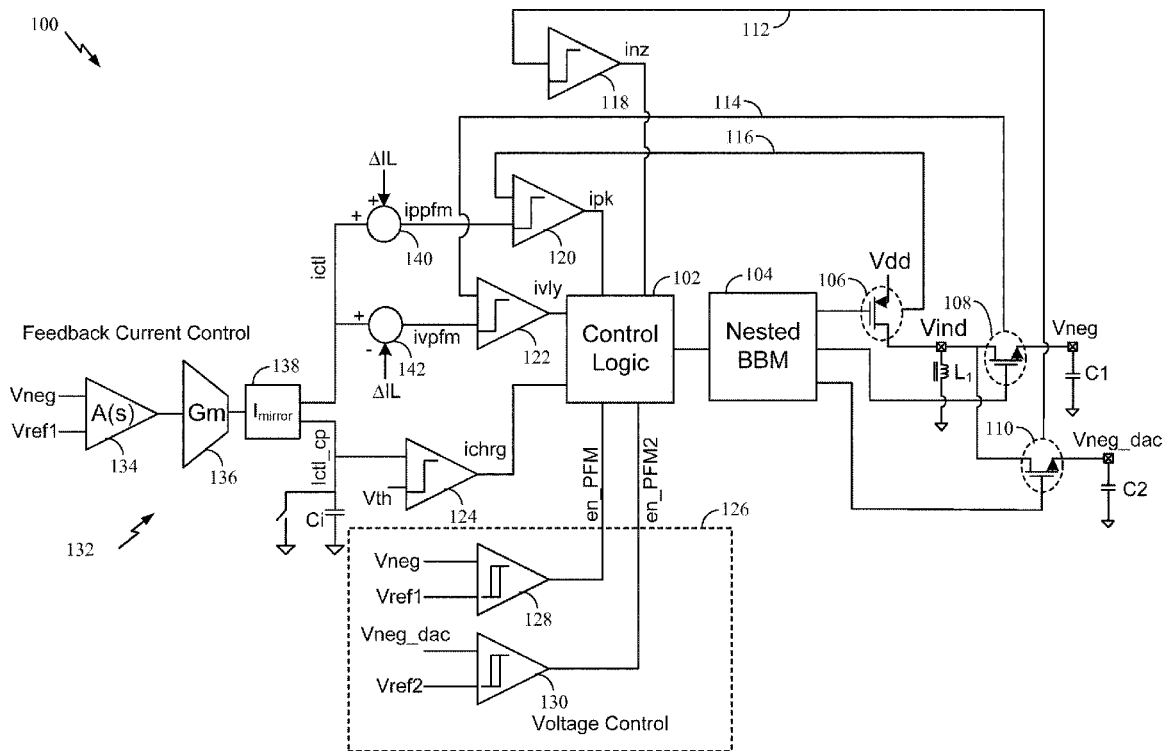 100
112
inz
118
114
116
ΔIL
+
+
ippfm
140
ipk
120
ictl
ivly
+
-
ivpfm
142
ΔIL
122
102
Control
Logic
104
Nested
BBM
106
Vdd
Vind
108
Vneg
L1
C1
110
Vneg_dac
C2
Feedback Current Control
138
Vneg
Vref1
A(s)
134
Gm
136
Imirror
Ictl_cp
ichrg
Vth
124
Ci
132
en_PFM
en_PFM2
126
Vneg
Vref1
128
Vneg_dac
Vref2
130
Voltage Control